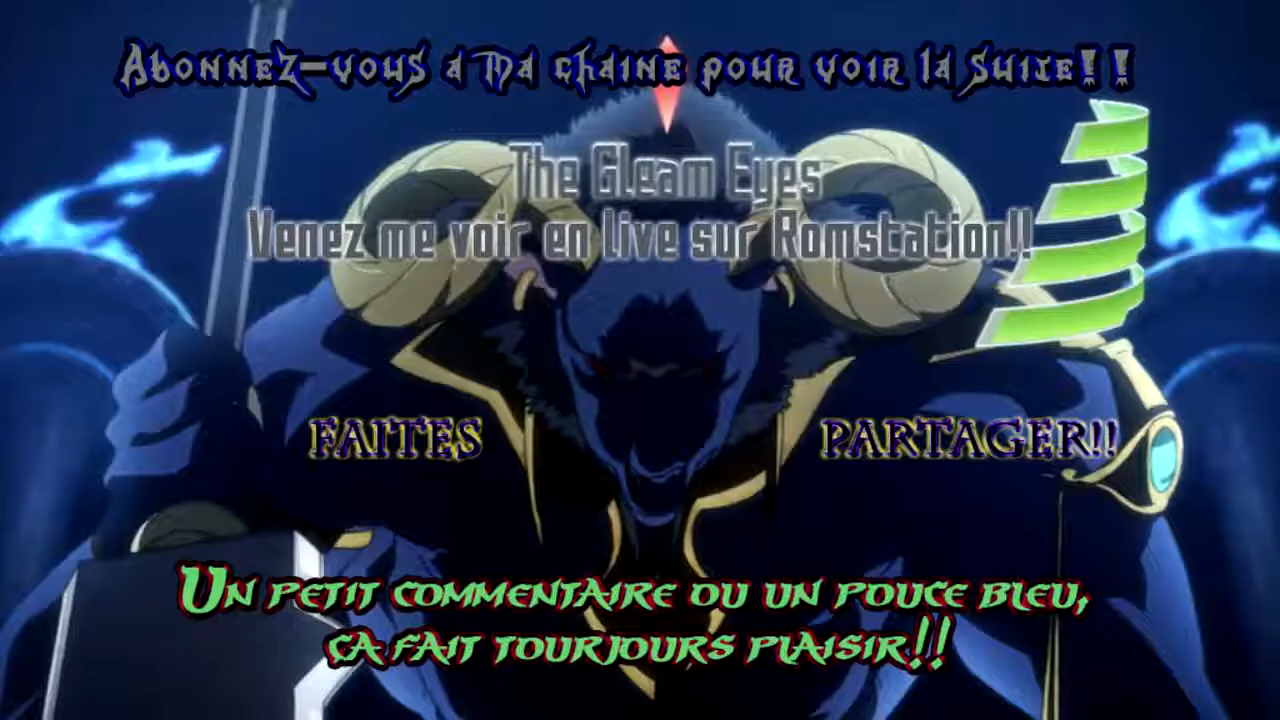 Abonnez-vous a ma chaine pour voir la suite!!
The Gleam Eyes
Venez me voir en live sur Romstation!!
FAITES PARTAGER!!
Un petit commentaire ou un pouce bleu,
ça fait tourjours plaisir!!